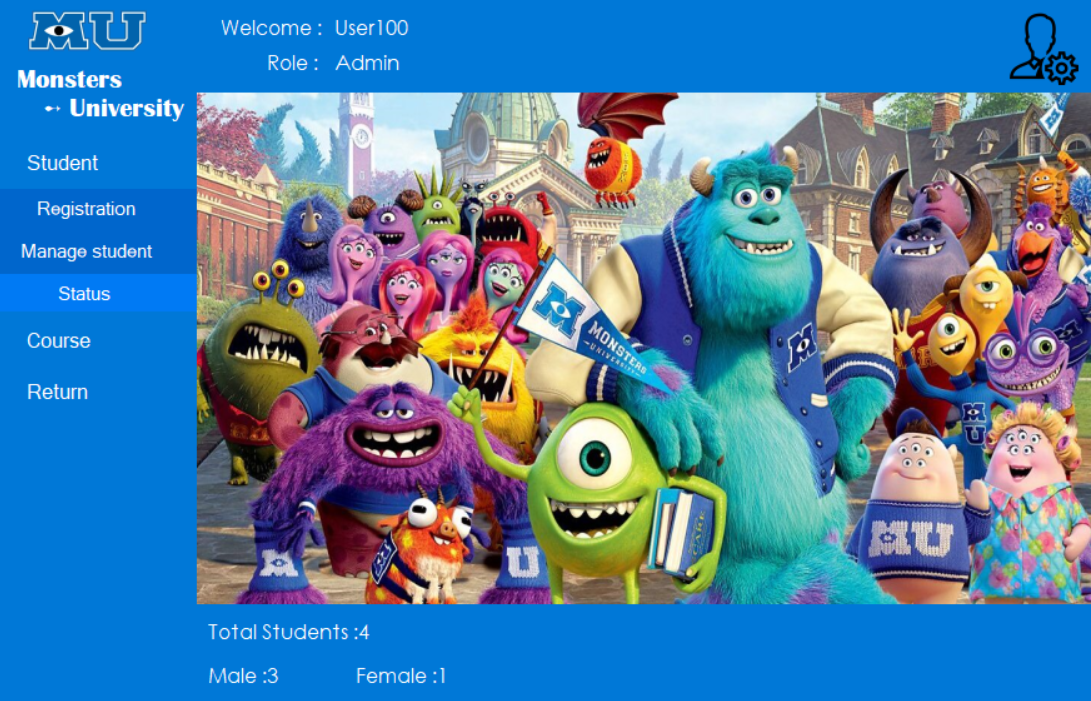 MU
Monsters
University
Welcome : User100
Role : Admin
Student
Registration
Manage student
Status
Course
Return
M
MONSTERS
UNIVERSITY
M
M
U
CARE
MU
MU
Total Students :4
Male :3 Female :1